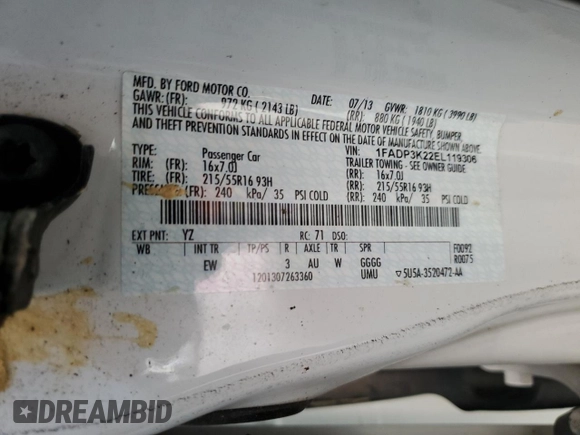 MFD. BY FORD MOTOR CO.
DATE: 07/13 GVWR: 1810 KG ( 3990 LB)
GAWR: (FR): 972 KG ( 2143 LB) (RR): 880 KG ( 1940 LB)
THIS VEHICLE CONFORMS TO ALL APPLICABLE FEDERAL MOTOR VEHICLE SAFETY, BUMPER
AND THEFT PREVENTION STANDARDS IN EFFECT ON THE DATE OF MANUFACTURE SHOWN ABOVE.
VIN: 1FADP3K22EL119306
TYPE: Passenger Car TRAILER TOWING - SEE OWNER GUIDE
RIM: (FR): 16x7.0J (RR): 16x7.0J
TIRE: (FR): 215/55R16 93H (RR): 215/55R16 93H
PRESSURE: (FR): 240 kPa/ 35 PSI COLD (RR): 240 kPa/ 35 PSI COLD
EXT PNT: YZ RC: 71 DSO: F0092
WB INT TR TP/PS R AXLE TR SPR R0075
EW 3 AU W GGGG
1201307263360 UMU 5U5A-3520472-AA
DREAMBID